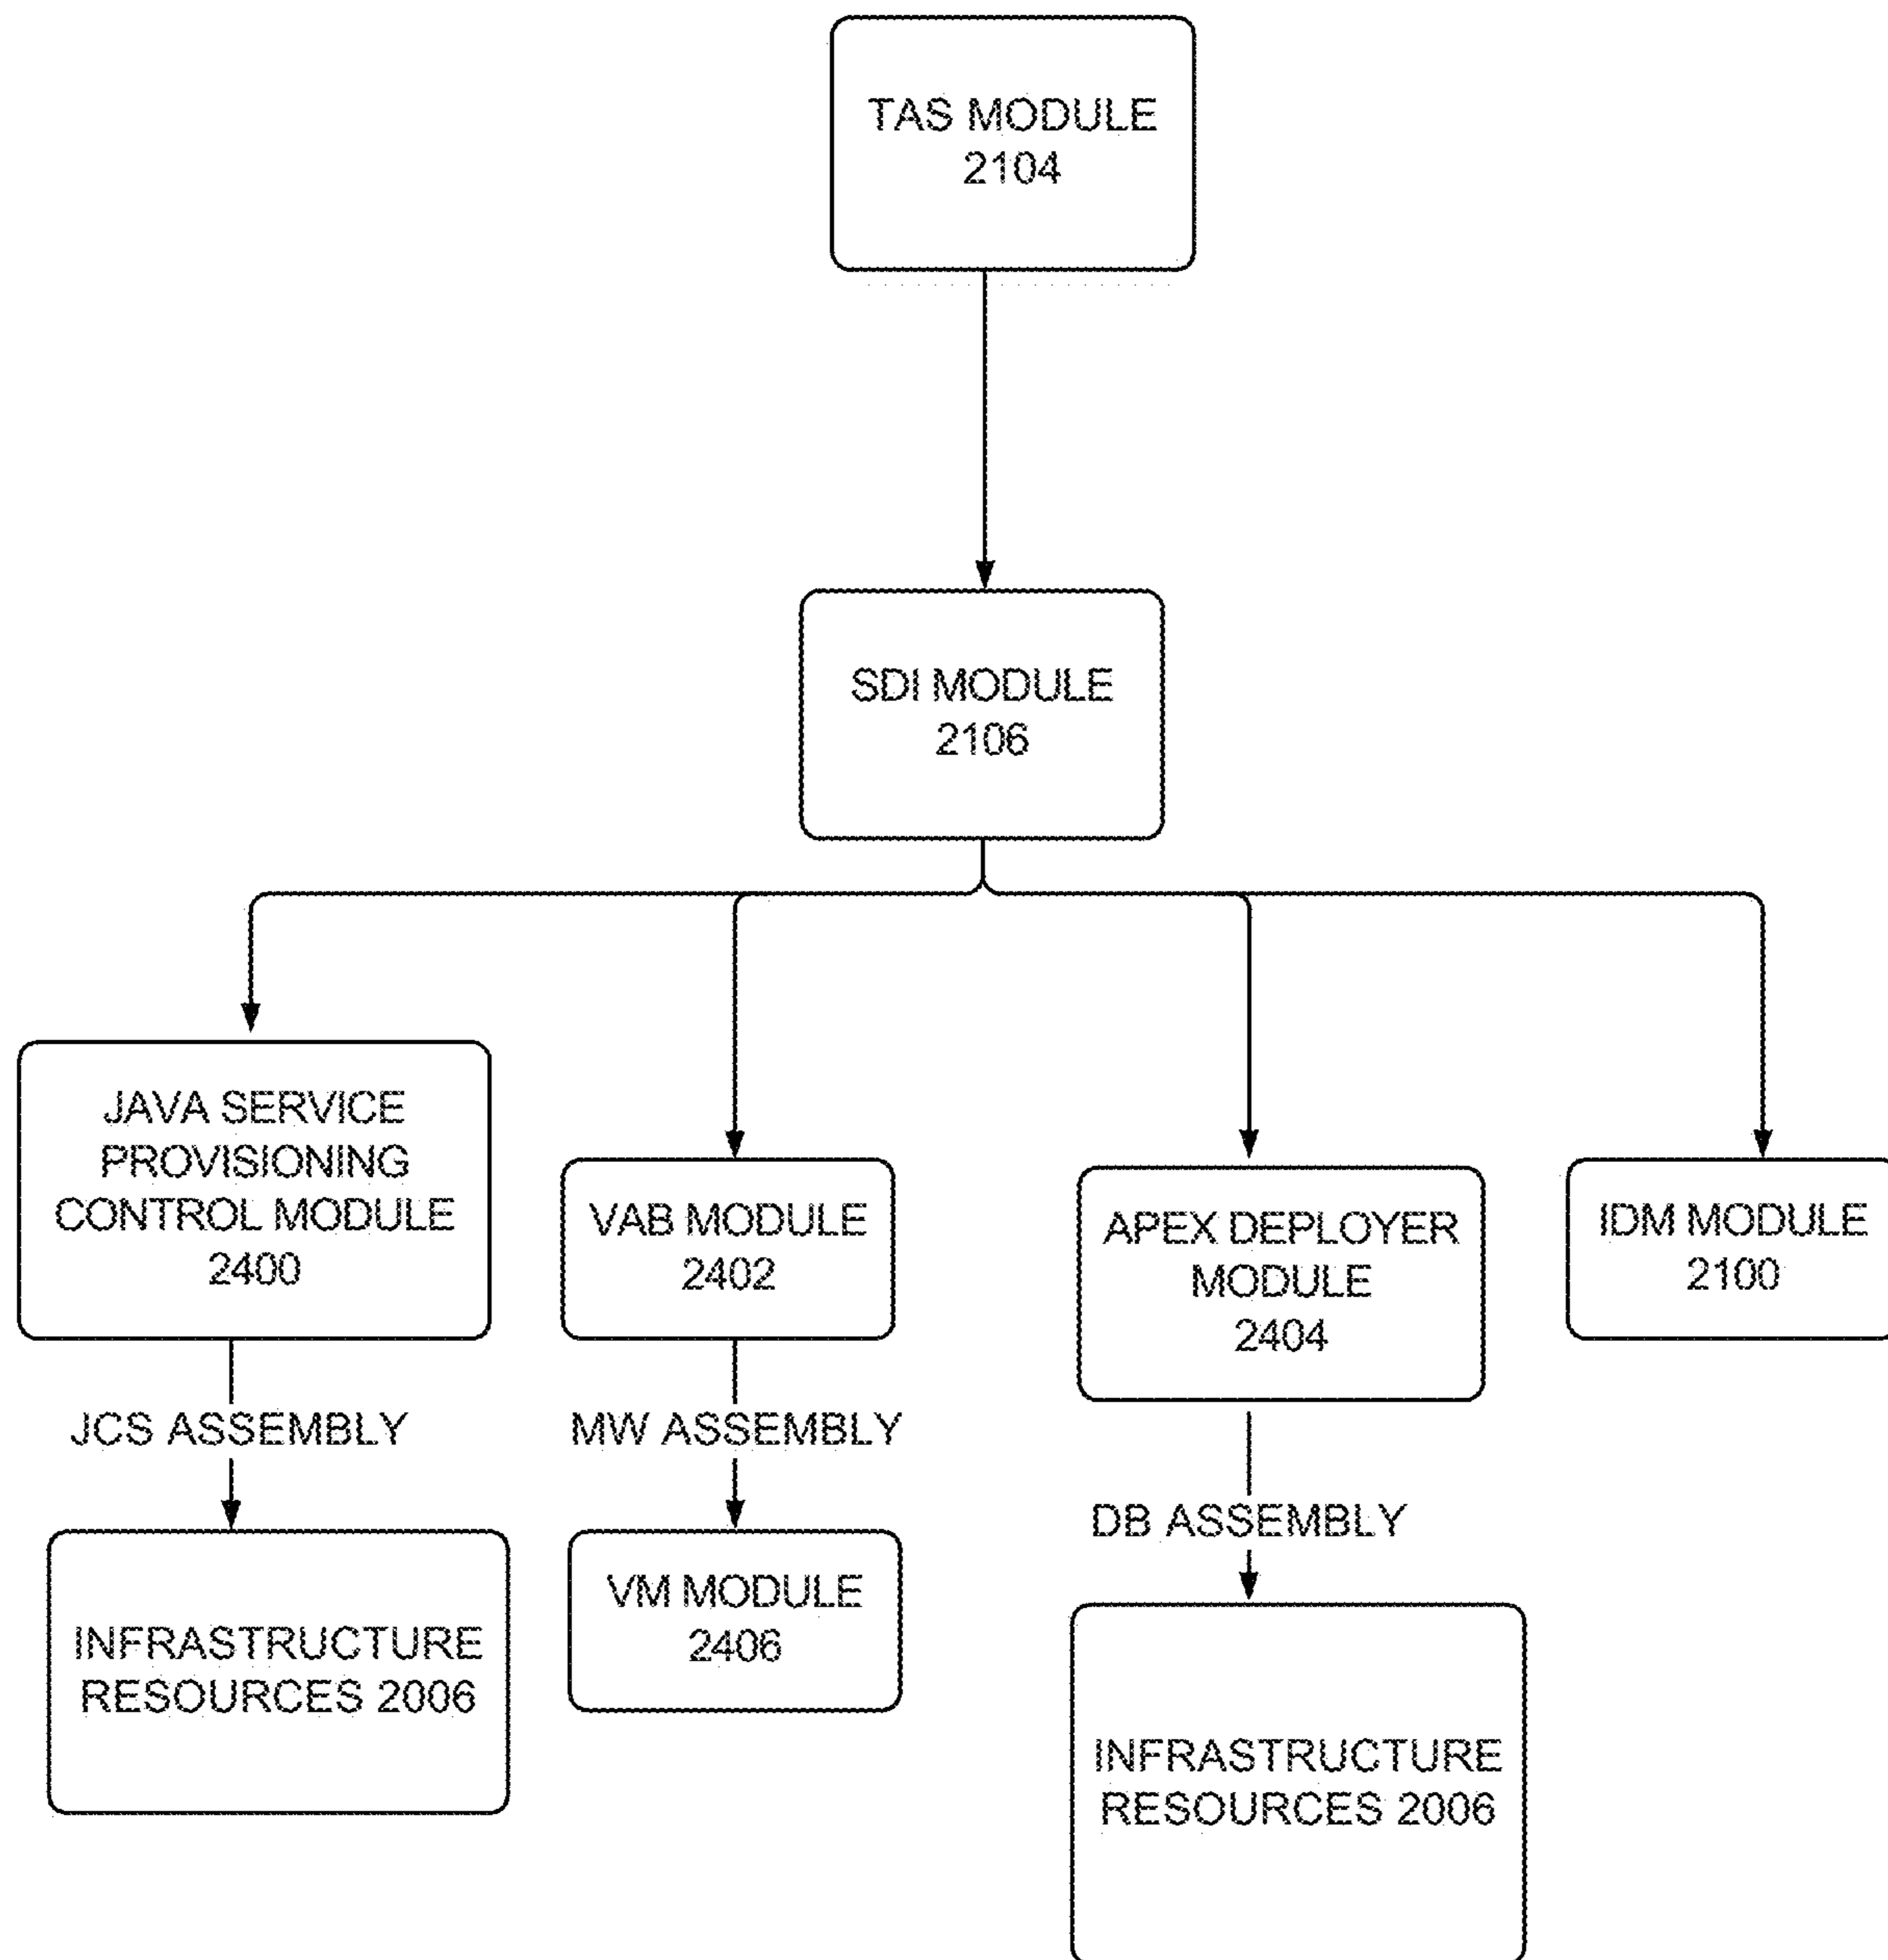 TAS MODULE
2104
SDI MODULE
2106
JAVA SERVICE
PROVISIONING
CONTROL MODULE
2400
VAB MODULE
2402
APEX DEPLOYER
MODULE
2404
IDM MODULE
2100
JCS ASSEMBLY
MW ASSEMBLY
DB ASSEMBLY
INFRASTRUCTURE
RESOURCES 2006
VM MODULE
2406
INFRASTRUCTURE
RESOURCES 2006